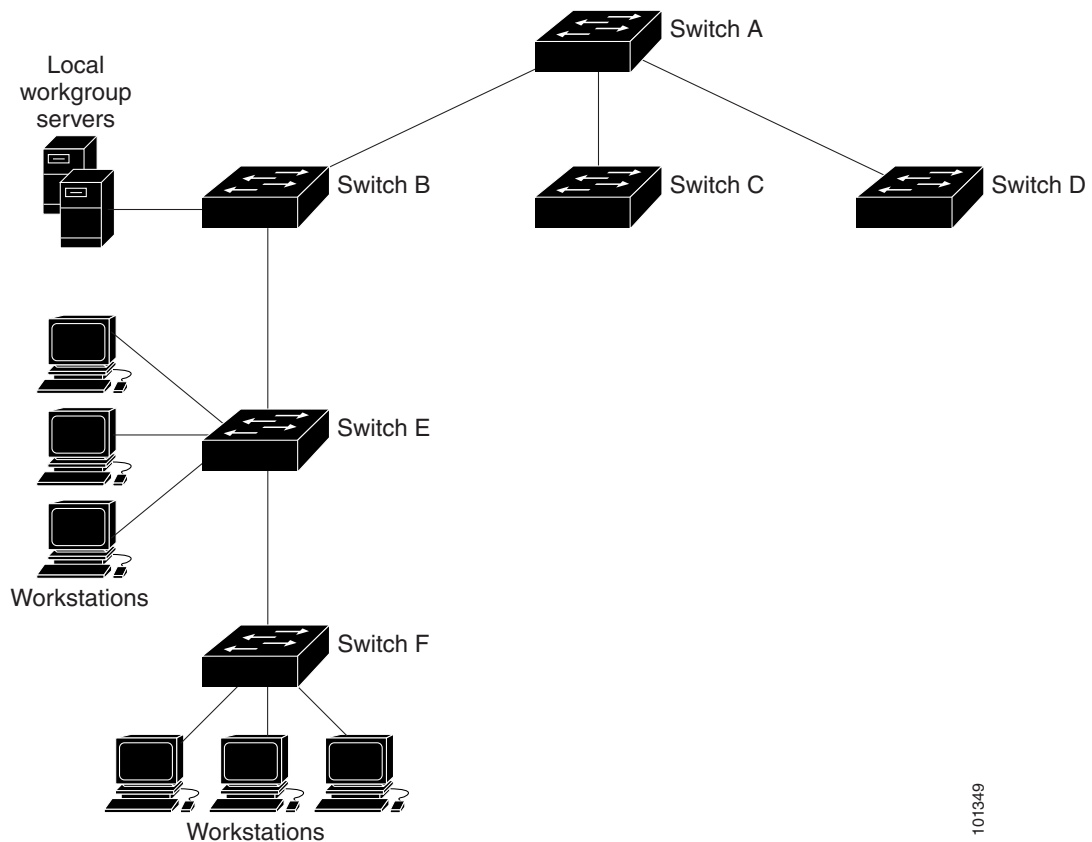 Switch A
Local
workgroup
servers
Switch B
Switch C
Switch D
Switch E
Workstations
Switch F
Workstations
101349